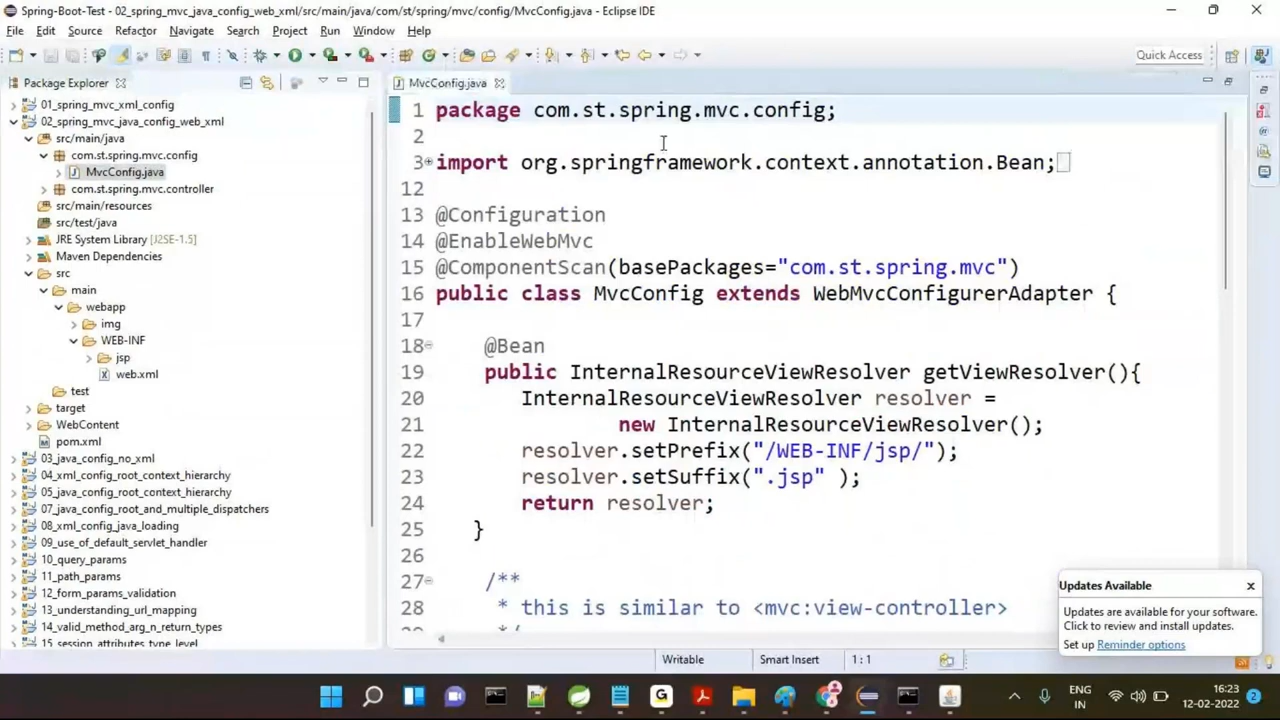 Spring-Boot-Test - 02_spring_mvc_java_config_web_xml/src/main/java/com/st/spring/mvc/config/MvcConfig.java - Eclipse IDE
File Edit Source Refactor Navigate Search Project Run Window Help
Quick Access
Package Explorer
01_spring_mvc_xml_config
02_spring_mvc_java_config_web_xml
src/main/java
com.st.spring.mvc.config
MvcConfig.java
com.st.spring.mvc.controller
src/main/resources
src/test/java
JRE System Library [J2SE-1.5]
Maven Dependencies
src
main
webapp
img
WEB-INF
jsp
web.xml
test
target
WebContent
pom.xml
03_java_config_no_xml
04_xml_config_root_context_hierarchy
05_java_config_root_context_hierarchy
07_java_config_root_and_multiple_dispatchers
08_xml_config_java_loading
09_use_of_default_servlet_handler
10_query_params
11_path_params
12_form_params_validation
13_understanding_url_mapping
14_valid_method_arg_n_return_types
15_session_attributes_type_level
MvcConfig.java
1 package com.st.spring.mvc.config;
2
3 import org.springframework.context.annotation.Bean;
12
13 @Configuration
14 @EnableWebMvc
15 @ComponentScan(basePackages="com.st.spring.mvc")
16 public class MvcConfig extends WebMvcConfigurerAdapter {
17
18 @Bean
19 public InternalResourceViewResolver getViewResolver(){
20 InternalResourceViewResolver resolver =
21 new InternalResourceViewResolver();
22 resolver.setPrefix("/WEB-INF/jsp/");
23 resolver.setSuffix(".jsp" );
24 return resolver;
25 }
26
27 /**
28 * this is similar to <mvc:view-controller>
*/
Updates Available
Updates are available for your software.
Click to review and install updates.
Set up Reminder options
Writable Smart Insert 1 : 1
ENG
IN
16:23
12-02-2022
2